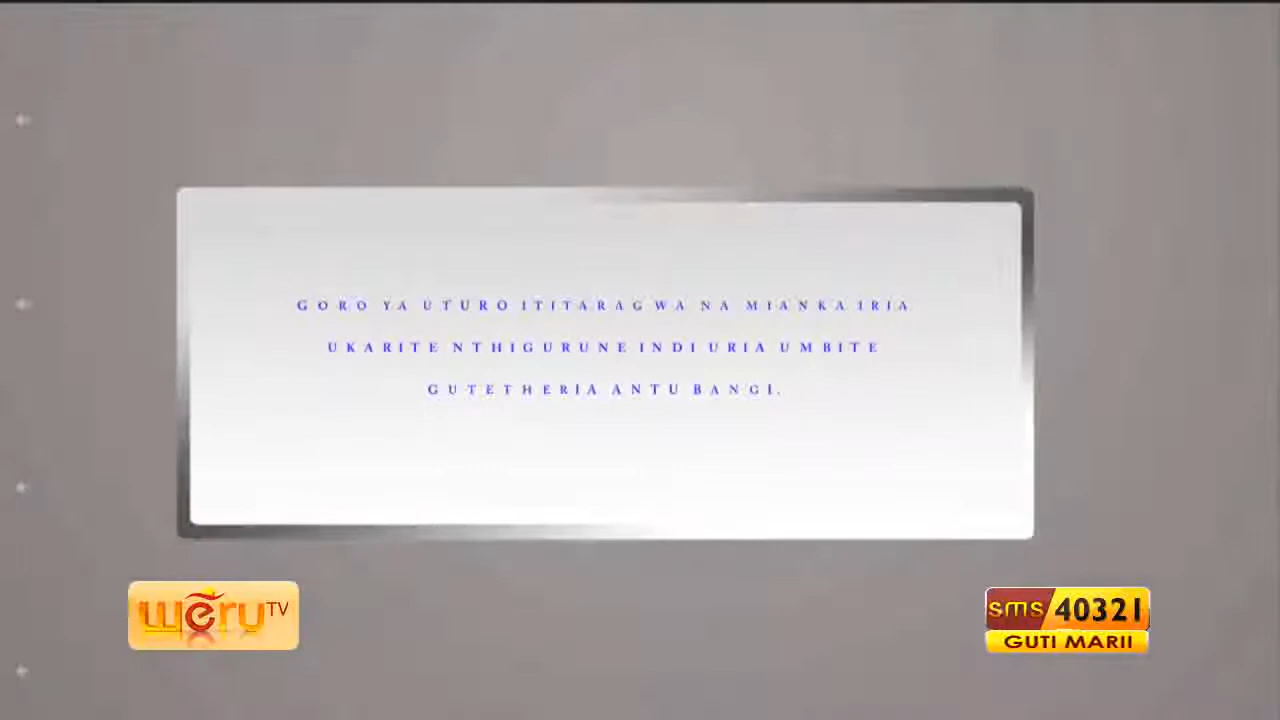 GORO YA UTURO ITITARAGWA NA MIANKA IRIA
UKARITE NTHIGURUNE INDI URIA UMBITE
GUTETHERIA ANTU BANGI.
wĕru TV
sms 40321
GUTI MARII